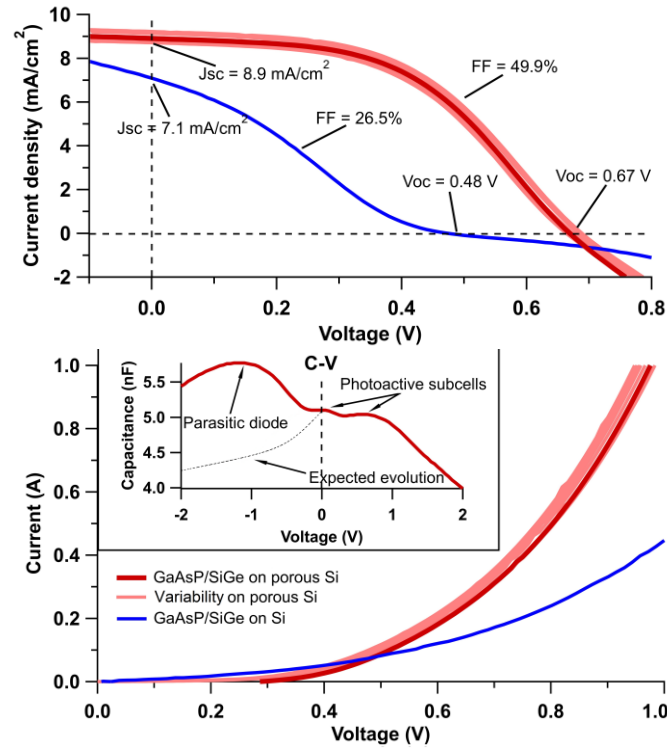 Current density (mA/cm²)
10
8
6
4
2
0
-2
Jsc = 8.9 mA/cm²
Jsc = 7.1 mA/cm²
FF = 49.9%
FF = 26.5%
Voc = 0.48 V
Voc = 0.67 V
0.0 0.2 0.4 0.6 0.8
Voltage (V)
Current (A)
1.0
0.8
0.6
0.4
0.2
0.0
C-V
Capacitance (nF)
5.5
5.0
4.5
4.0
Photoactive subcells
Parasitic diode
Expected evolution
-2 -1 0 1 2
Voltage (V)
GaAsP/SiGe on porous Si
Variability on porous Si
GaAsP/SiGe on Si
0.0 0.2 0.4 0.6 0.8 1.0
Voltage (V)